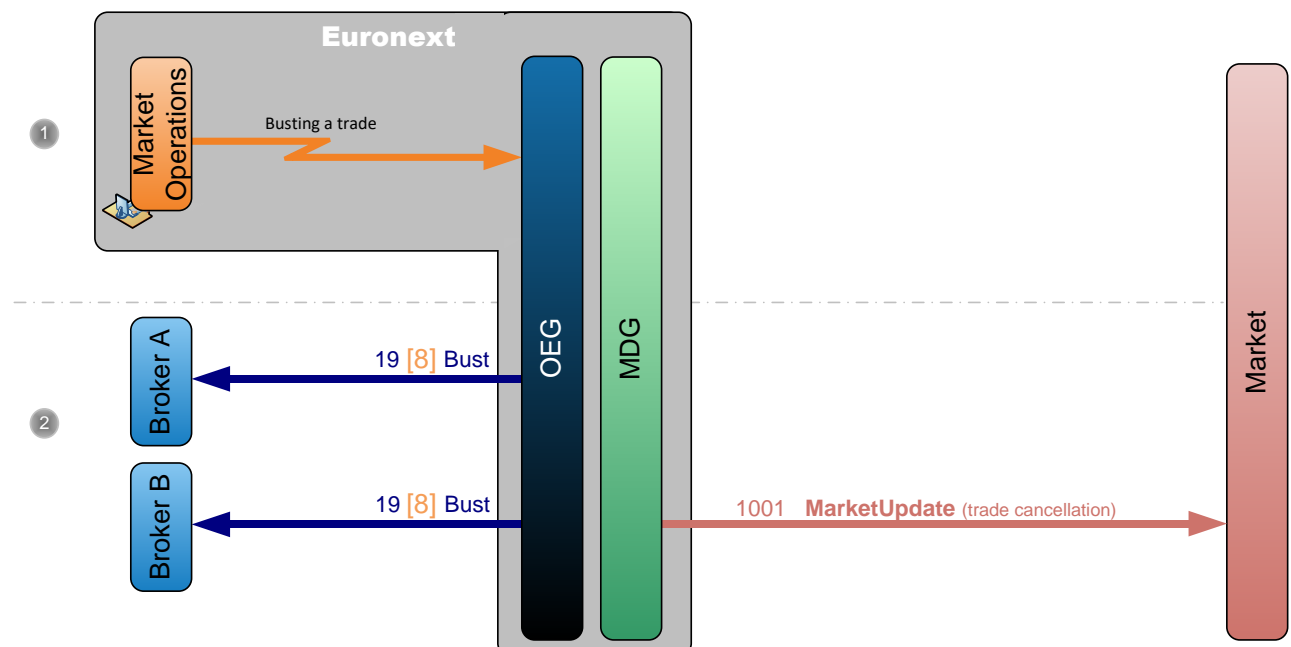 Euronext
1
Market
Operations
Busting a trade
OEG
MDG
Market
2
Broker A
19 [8] Bust
Broker B
19 [8] Bust
1001 MarketUpdate (trade cancellation)